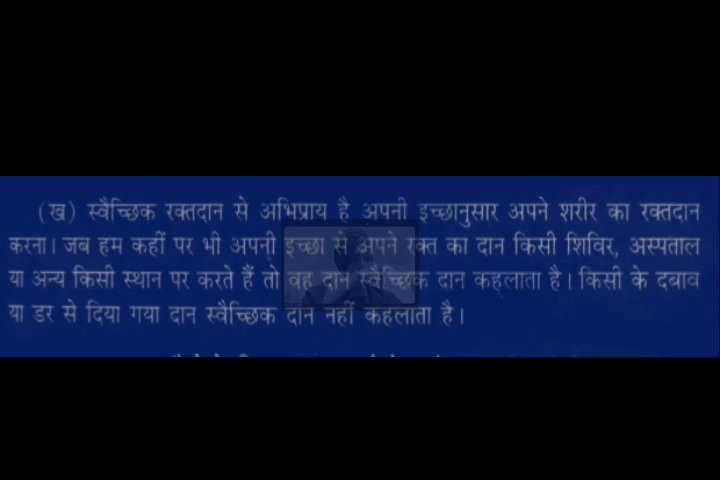 (ख) स्वैच्छिक रक्तदान से अभिप्राय है अपनी इच्छानुसार अपने शरीर का रक्तदान
करना। जब हम कहीं पर भी अपनी इच्छा से अपने रक्त का दान किसी शिविर, अस्पताल
या अन्य किसी स्थान पर करते हैं तो वह दान स्वैच्छिक दान कहलाता है। किसी के दबाव
या डर से दिया गया दान स्वैच्छिक दान नहीं कहलाता है।